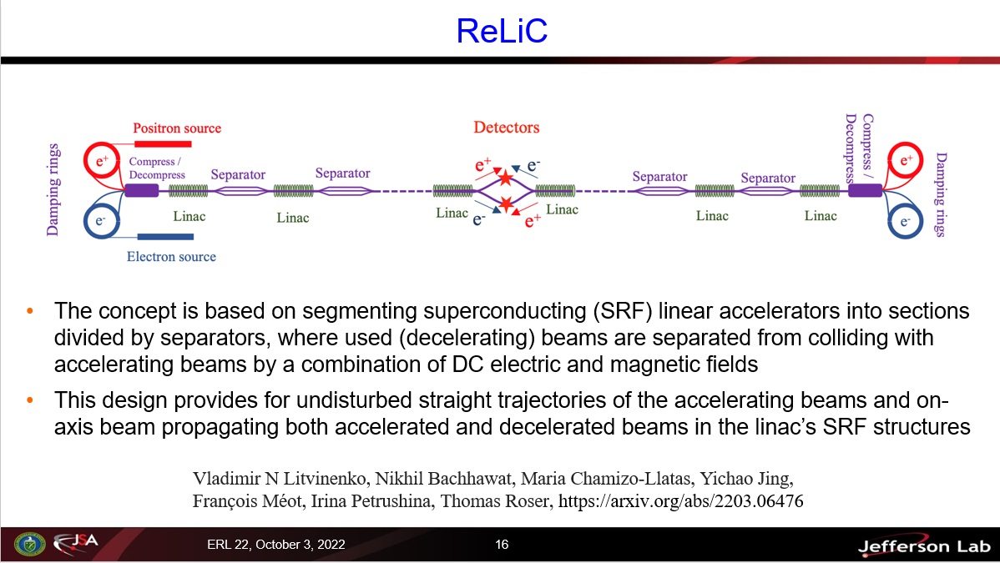 ReLiC
Positron source
Detectors
Damping rings
e+
Compress /
Decompress
Separator
Separator
e+
e-
Separator
Separator
Compress /
Decompress
e+
Damping rings
Linac
Linac
Linac
e-
e+
Linac
Linac
Linac
e-
e-
Electron source
• The concept is based on segmenting superconducting (SRF) linear accelerators into sections
divided by separators, where used (decelerating) beams are separated from colliding with
accelerating beams by a combination of DC electric and magnetic fields
• This design provides for undisturbed straight trajectories of the accelerating beams and on-
axis beam propagating both accelerated and decelerated beams in the linac’s SRF structures
Vladimir N Litvinenko, Nikhil Bachhawat, Maria Chamizo-Llatas, Yichao Jing,
François Méot, Irina Petrushina, Thomas Roser, https://arxiv.org/abs/2203.06476
JSA
ERL 22, October 3, 2022
16
Jefferson Lab